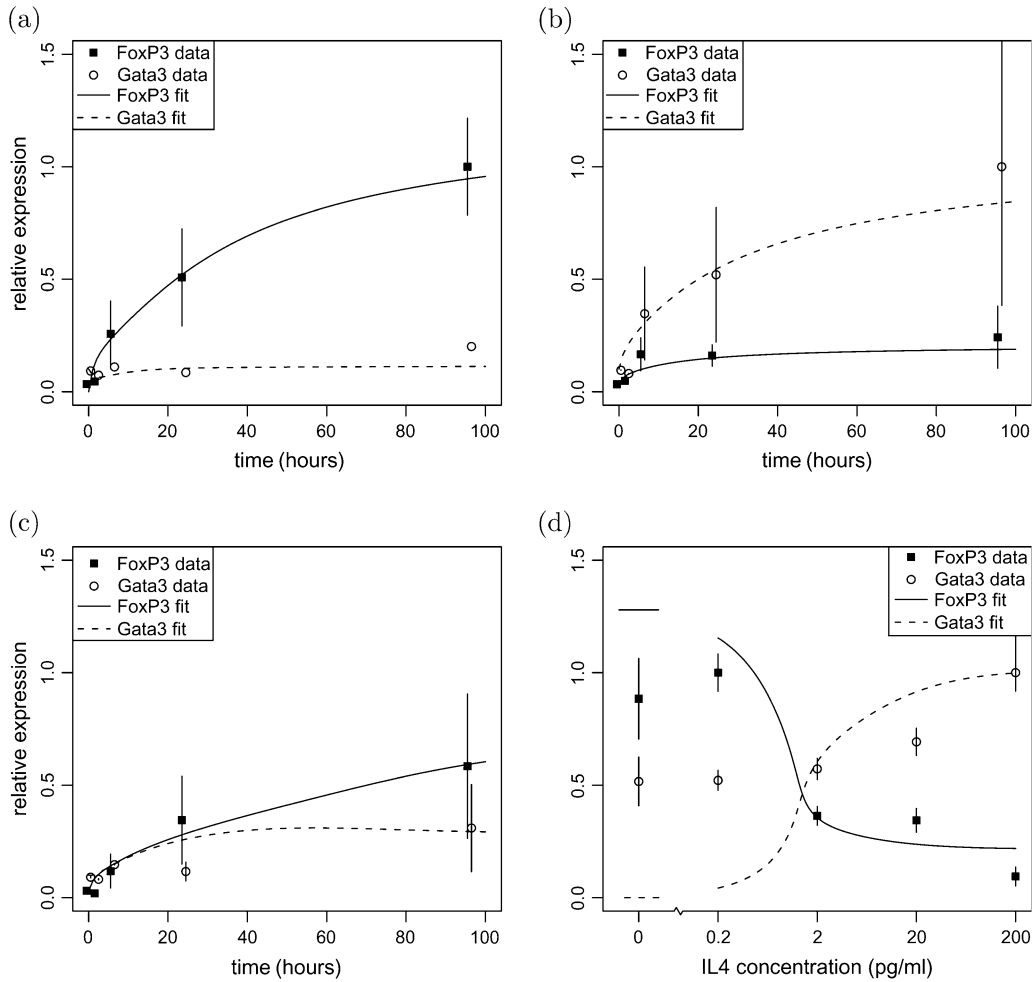 (a)
FoxP3 data
Gata3 data
FoxP3 fit
Gata3 fit
relative expression
0.0 0.5 1.0 1.5
0 20 40 60 80 100
time (hours)
(b)
FoxP3 data
Gata3 data
FoxP3 fit
Gata3 fit
0.0 0.5 1.0 1.5
0 20 40 60 80 100
time (hours)
(c)
FoxP3 data
Gata3 data
FoxP3 fit
Gata3 fit
relative expression
0.0 0.5 1.0 1.5
0 20 40 60 80 100
time (hours)
(d)
FoxP3 data
Gata3 data
FoxP3 fit
Gata3 fit
0.0 0.5 1.0 1.5
0 0.2 2 20 200
IL4 concentration (pg/ml)